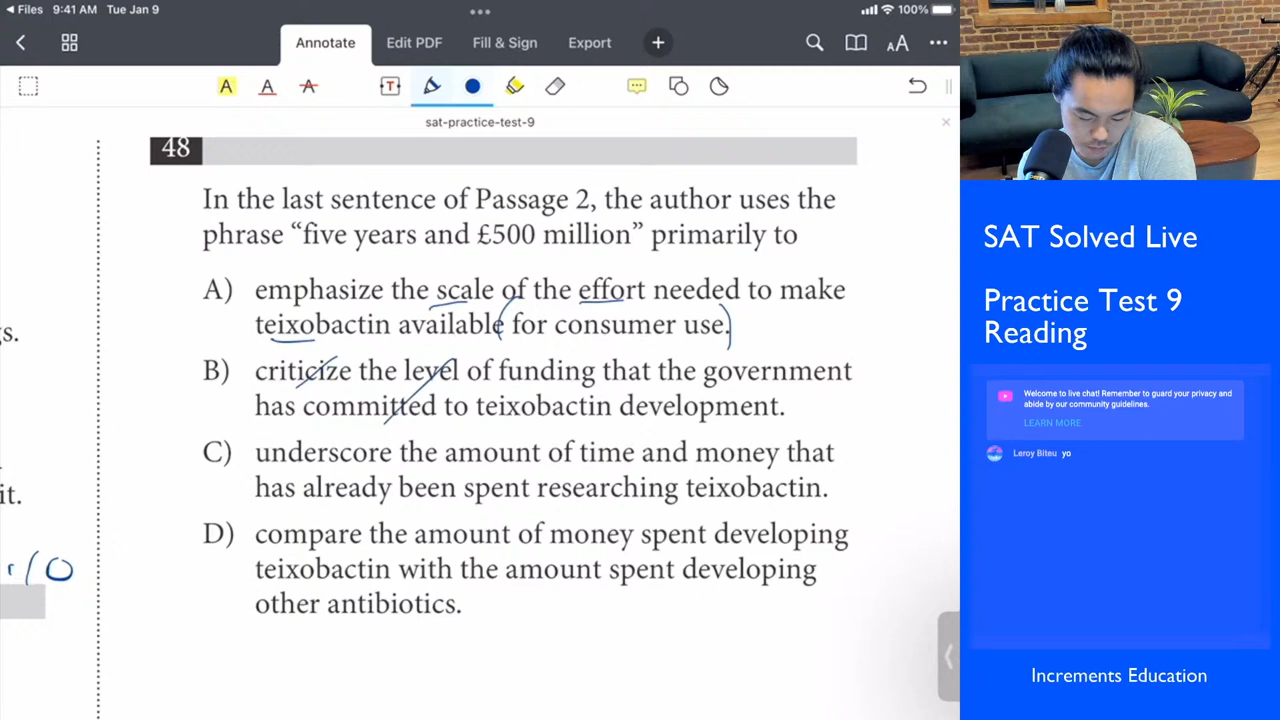 Files 9:41 AM Tue Jan 9 100%
Annotate Edit PDF Fill & Sign Export
AA
A A A T
sat-practice-test-9
48
In the last sentence of Passage 2, the author uses the
phrase “five years and £500 million” primarily to
A) emphasize the scale of the effort needed to make
teixobactin available for consumer use.
B) criticize the level of funding that the government
has committed to teixobactin development.
C) underscore the amount of time and money that
has already been spent researching teixobactin.
D) compare the amount of money spent developing
teixobactin with the amount spent developing
other antibiotics.
gs.
it.
r/0
SAT Solved Live
Practice Test 9
Reading
Welcome to live chat! Remember to guard your privacy and
abide by our community guidelines.
LEARN MORE
Leroy Biteu yo
Increments Education